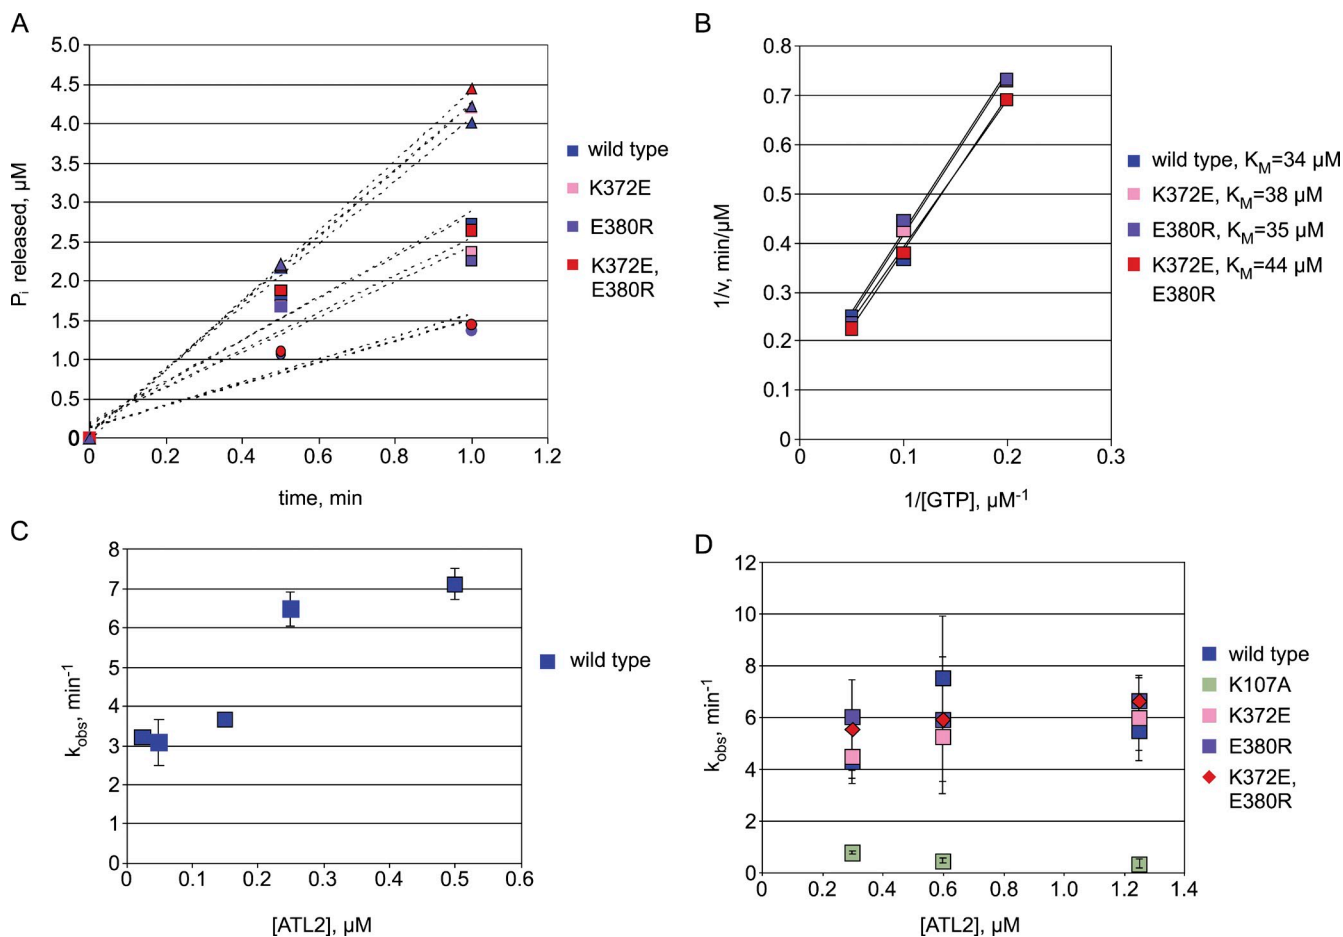 A
5.0
4.5
4.0
3.5
3.0
2.5
2.0
1.5
1.0
0.5
0
Pi released, µM
0 0.2 0.4 0.6 0.8 1.0 1.2
time, min
wild type
K372E
E380R
K372E,
E380R
B
0.8
0.7
0.6
0.5
0.4
0.3
0.2
0.1
0
1/v, min/µM
0 0.1 0.2 0.3
1/[GTP], µM-1
wild type, KM=34 µM
K372E, KM=38 µM
E380R, KM=35 µM
K372E, KM=44 µM
E380R
C
8
7
6
5
4
3
2
1
0
kobs, min-1
0 0.1 0.2 0.3 0.4 0.5 0.6
[ATL2], µM
wild type
D
12
10
8
6
4
2
0
kobs, min-1
0 0.2 0.4 0.6 0.8 1.0 1.2 1.4
[ATL2], µM
wild type
K107A
K372E
E380R
K372E,
E380R